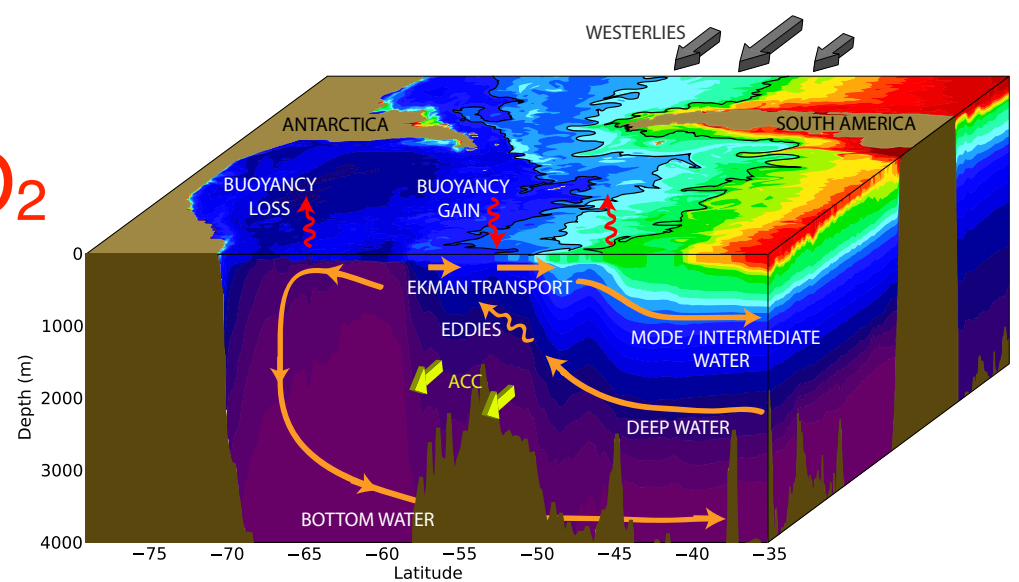 WESTERLIES
ANTARCTICA
SOUTH AMERICA
BUOYANCY
LOSS
BUOYANCY
GAIN
EKMAN TRANSPORT
EDDIES
MODE / INTERMEDIATE
WATER
ACC
DEEP WATER
BOTTOM WATER
0
1000
2000
3000
4000
Depth (m)
−75
−70
−65
−60
−55
−50
−45
−40
−35
Latitude